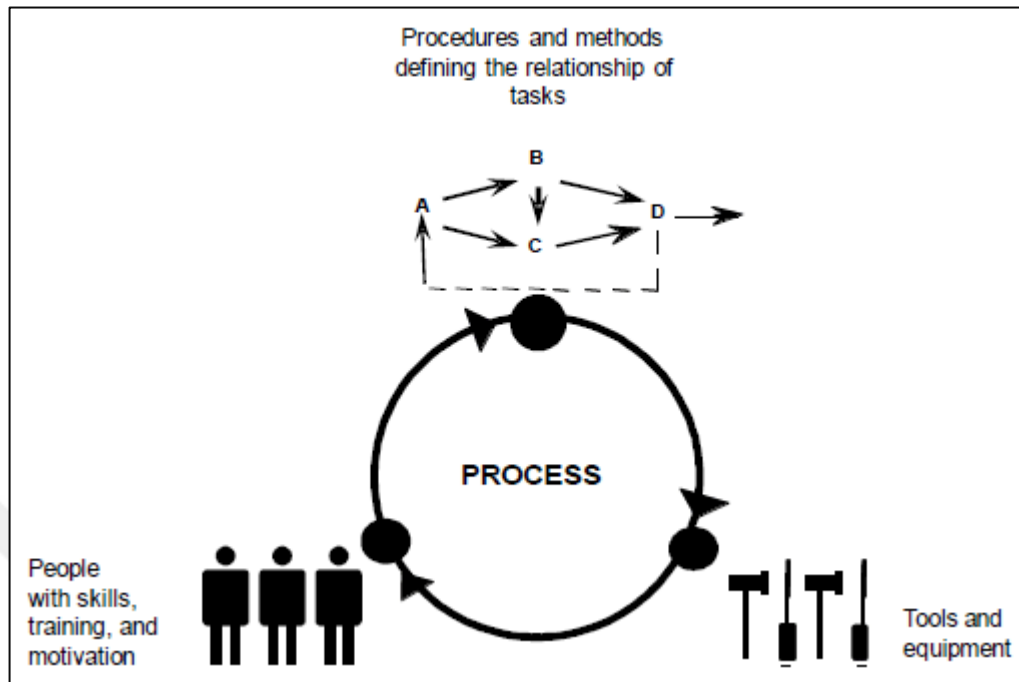 Procedures and methods
defining the relationship of
tasks
B
A
D
C
PROCESS
People
with skills,
training, and
motivation
Tools and
equipment